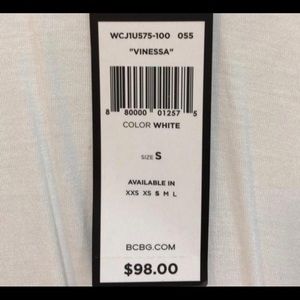 WCJ1U575-100 055
"VINESSA"
8 80000 01257 5
COLOR WHITE
SIZE S
AVAILABLE IN
XXS XS S M L
BCBG.COM
$98.00